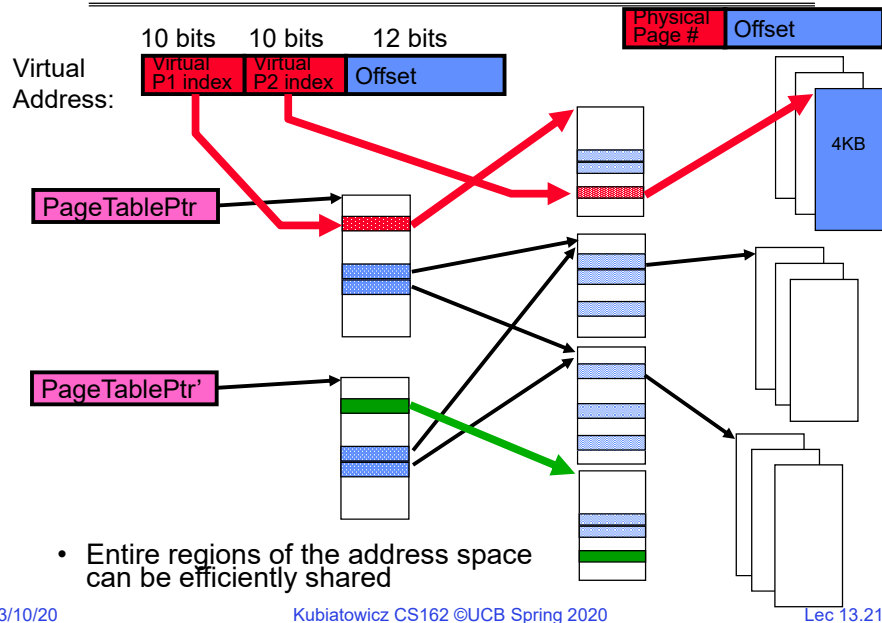 Physical
Page #
Offset
10 bits 10 bits 12 bits
Virtual
Address:
Virtual
P1 index
Virtual
P2 index
Offset
4KB
PageTablePtr
PageTablePtr’
• Entire regions of the address space
can be efficiently shared
3/10/20
Kubiatowicz CS162 ©UCB Spring 2020
Lec 13.21